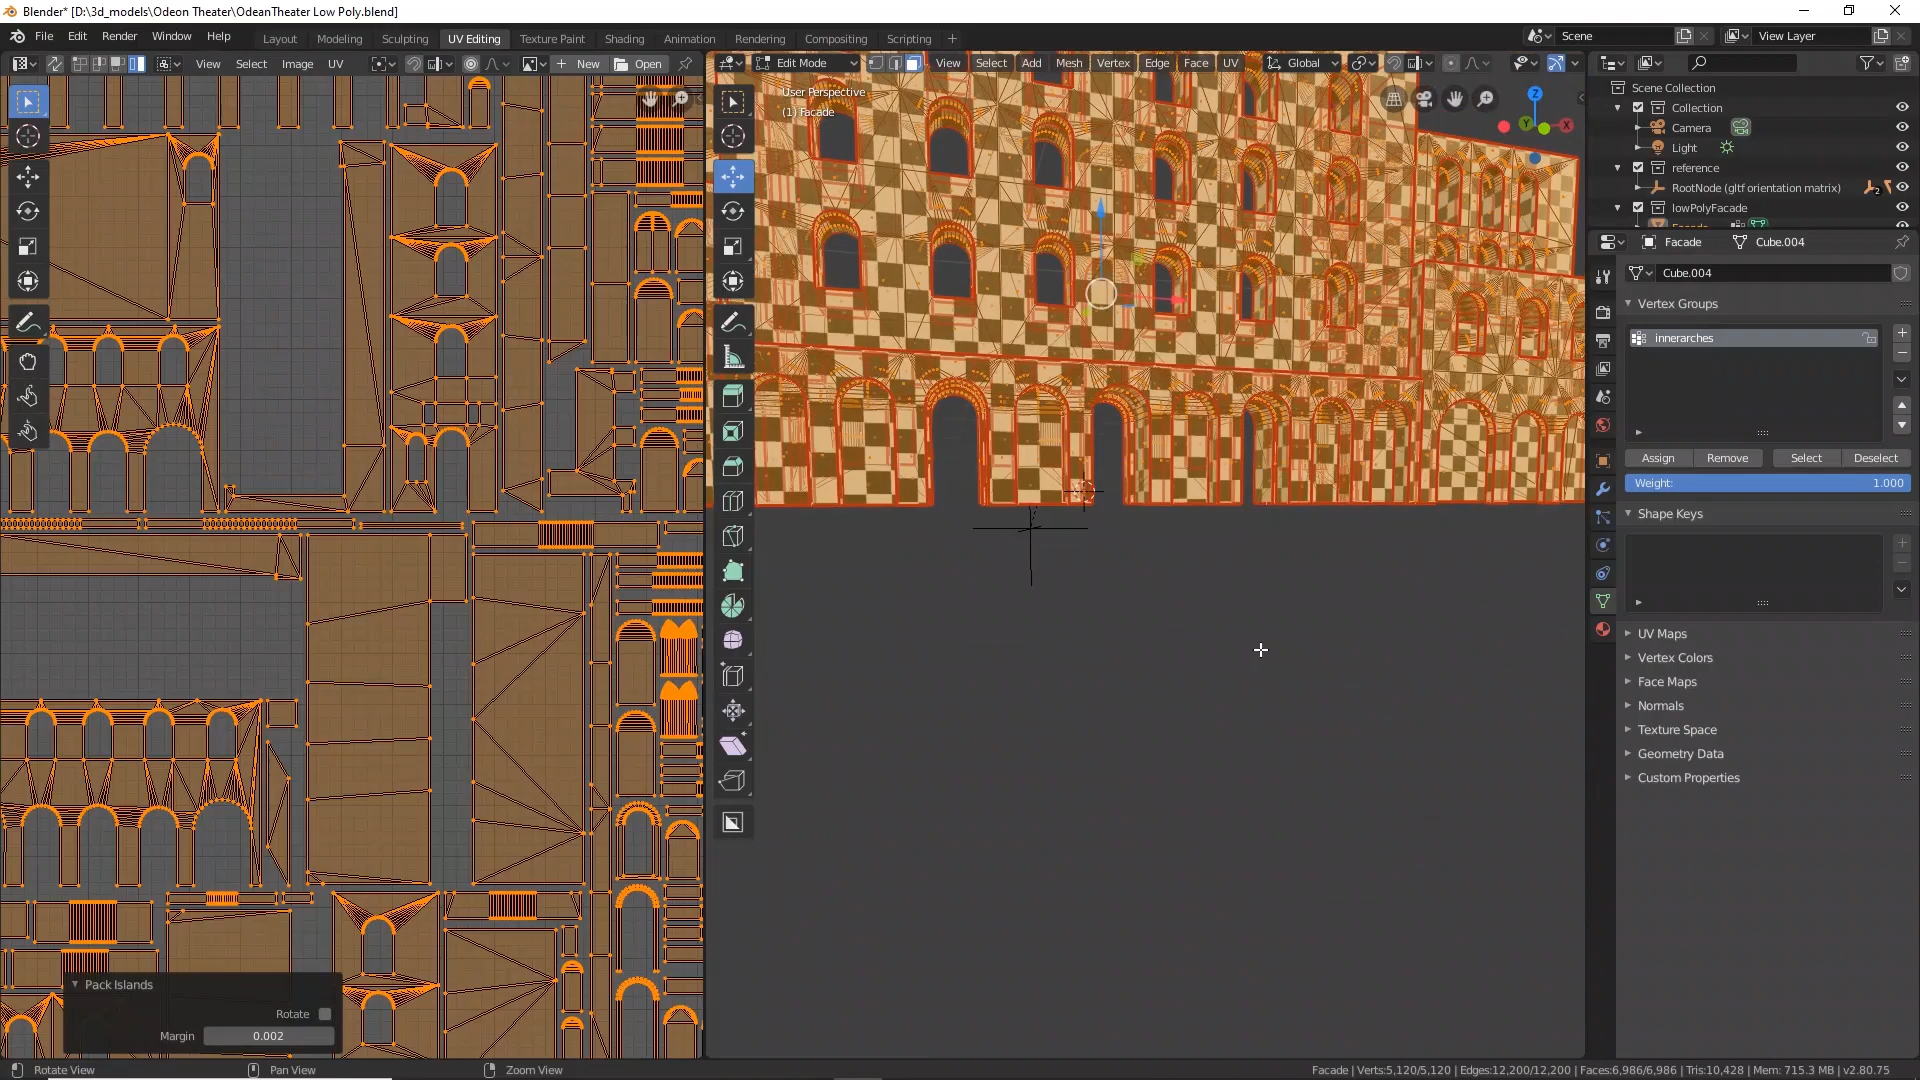 Blender* [D:\3d_models\Odeon Theater\OdeanTheater Low Poly.blend]
File Edit Render Window Help
Layout Modeling Sculpting UV Editing Texture Paint Shading Animation Rendering Compositing Scripting
Scene
View Layer
View Select Image UV
New
Open
Edit Mode
View Select Add Mesh Vertex Edge Face UV
Global
User Perspective
(1) Facade
Z
X
Y
Scene Collection
Collection
Camera
Light
reference
RootNode (gltf orientation matrix)
2
lowPolyFacade
Facade
Facade
Cube.004
Cube.004
Vertex Groups
innerarches
Assign
Remove
Select
Deselect
Weight: 1.000
Shape Keys
UV Maps
Vertex Colors
Face Maps
Normals
Texture Space
Geometry Data
Custom Properties
Pack Islands
Rotate
Margin 0.002
Rotate View
Pan View
Zoom View
Facade | Verts:5,120/5,120 | Edges:12,200/12,200 | Faces:6,986/6,986 | Tris:10,428 | Mem: 715.3 MB | v2.80.75